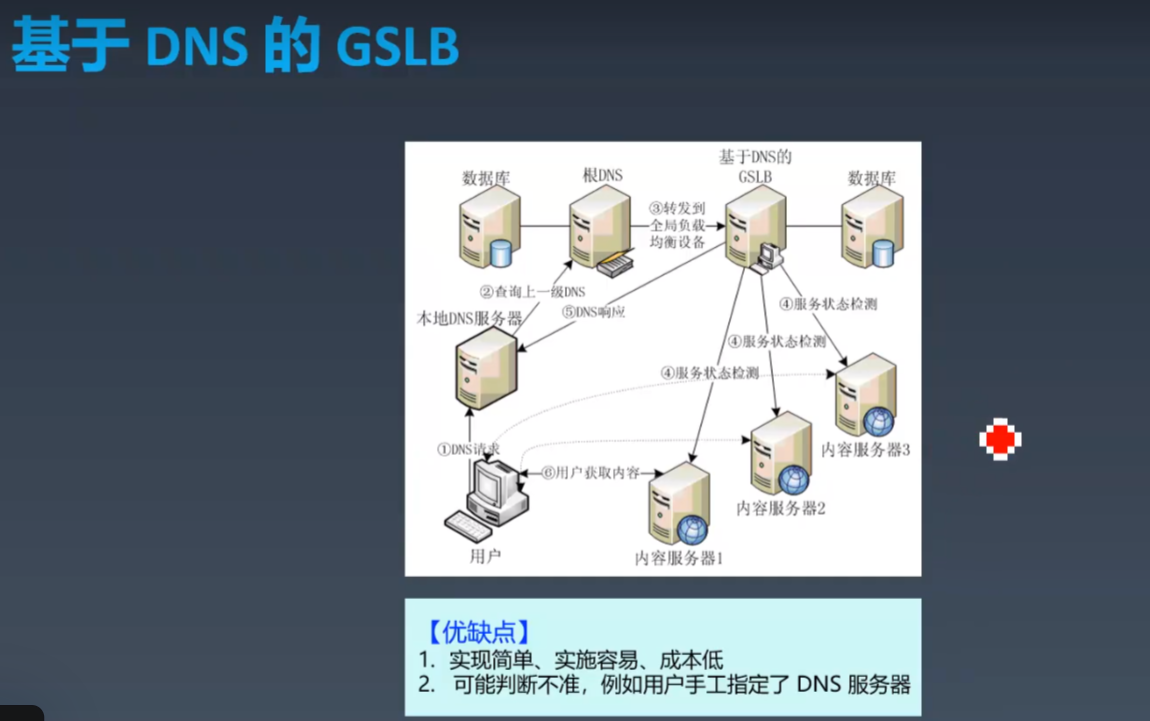 基于 DNS 的 GSLB
数据库
根DNS
基于DNS的
GSLB
数据库
③转发到
全局负载
均衡设备
②查询上一级DNS
⑤DNS响应
④服务状态检测
本地DNS服务器
④服务状态检测
④服务状态检测
①DNS请求
⑥用户获取内容
内容服务器3
内容服务器2
用户
内容服务器1
【优缺点】
1. 实现简单、实施容易、成本低
2. 可能判断不准，例如用户手工指定了 DNS 服务器